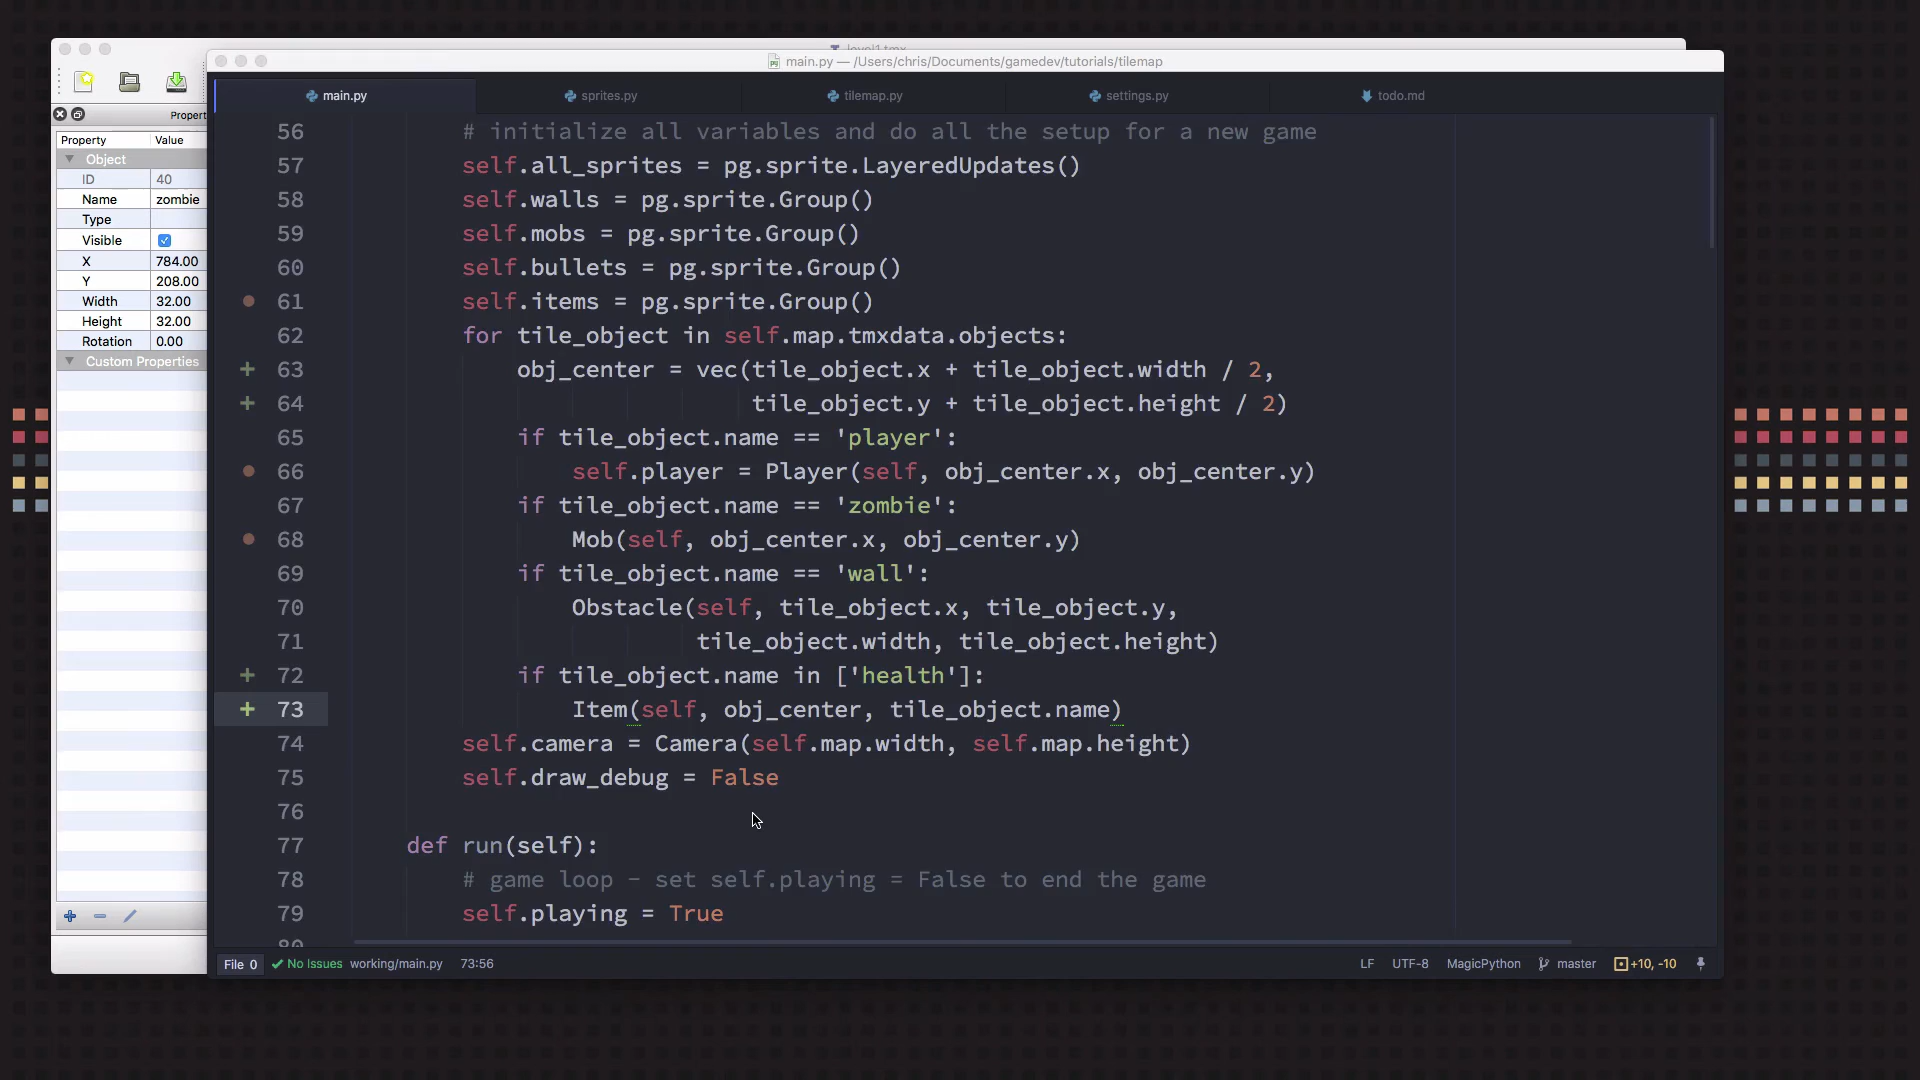 level1.tmx
main.py — /Users/chris/Documents/gamedev/tutorials/tilemap
main.py
sprites.py
tilemap.py
settings.py
todo.md
Propert
Property Value
Object
ID 40
Name zombie
Type
Visible
X 784.00
Y 208.00
Width 32.00
Height 32.00
Rotation 0.00
Custom Properties
56 # initialize all variables and do all the setup for a new game
57 self.all_sprites = pg.sprite.LayeredUpdates()
58 self.walls = pg.sprite.Group()
59 self.mobs = pg.sprite.Group()
60 self.bullets = pg.sprite.Group()
61 self.items = pg.sprite.Group()
62 for tile_object in self.map.tmxdata.objects:
+ 63 obj_center = vec(tile_object.x + tile_object.width / 2,
+ 64 tile_object.y + tile_object.height / 2)
65 if tile_object.name == 'player':
66 self.player = Player(self, obj_center.x, obj_center.y)
67 if tile_object.name == 'zombie':
68 Mob(self, obj_center.x, obj_center.y)
69 if tile_object.name == 'wall':
70 Obstacle(self, tile_object.x, tile_object.y,
71 tile_object.width, tile_object.height)
+ 72 if tile_object.name in ['health']:
+ 73 Item(self, obj_center, tile_object.name)
74 self.camera = Camera(self.map.width, self.map.height)
75 self.draw_debug = False
76
77 def run(self):
78 # game loop - set self.playing = False to end the game
79 self.playing = True
80
File 0 No Issues working/main.py 73:56 LF UTF-8 MagicPython master +10, -10